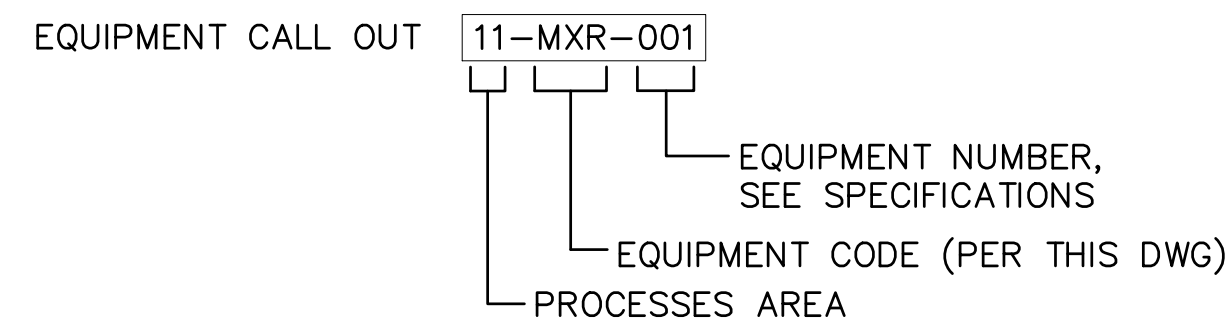 EQUIPMENT CALL OUT 11-MXR-001
EQUIPMENT NUMBER,
SEE SPECIFICATIONS
EQUIPMENT CODE (PER THIS DWG)
PROCESSES AREA